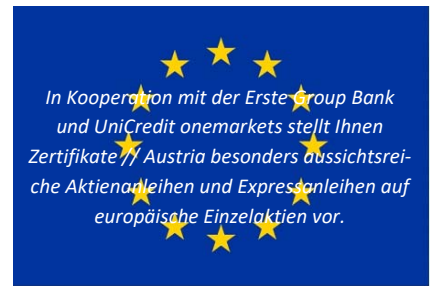 In Kooperation mit der Erste Group Bank
und UniCredit onemarkets stellt Ihnen
Zertifikate // Austria besonders aussichtsrei-
che Aktienanleihen und Expressanleihen auf
europäische Einzelaktien vor.